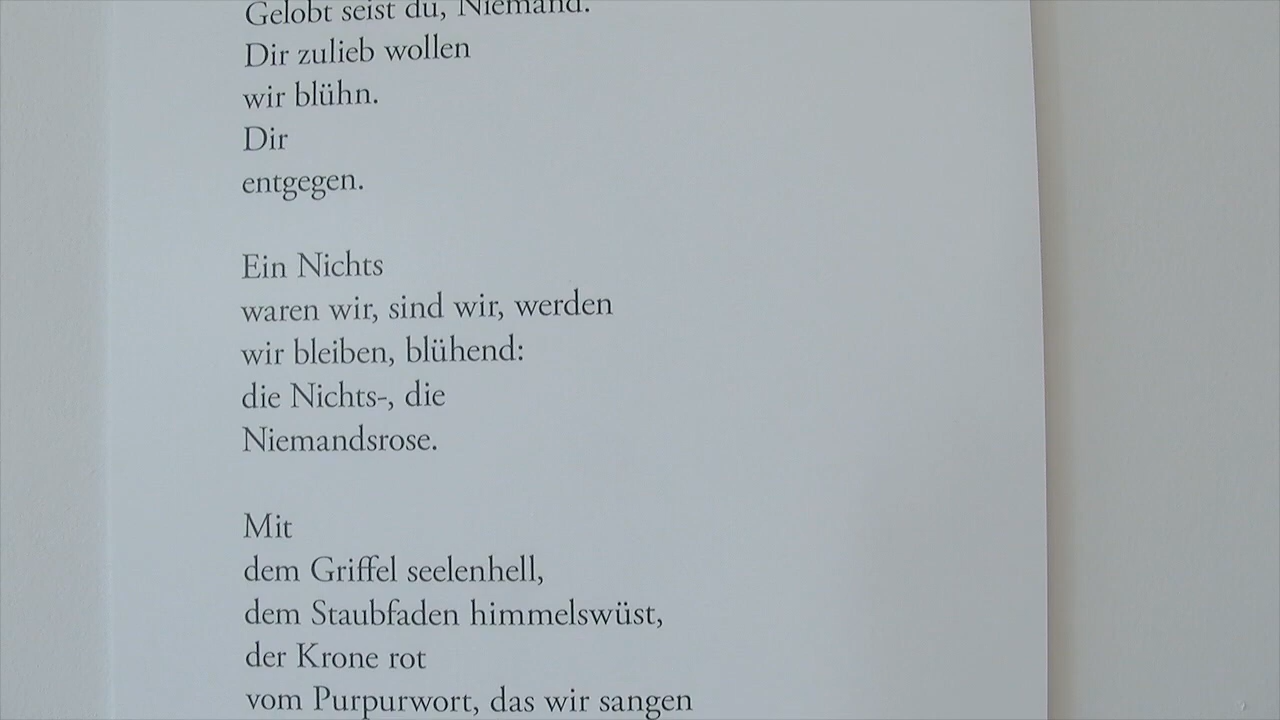 Gelobt seist du, Niemand.
Dir zulieb wollen
wir blühn.
Dir
entgegen.
Ein Nichts
waren wir, sind wir, werden
wir bleiben, blühend:
die Nichts-, die
Niemandsrose.
Mit
dem Griffel seelenhell,
dem Staubfaden himmelswüst,
der Krone rot
vom Purpurwort, das wir sangen